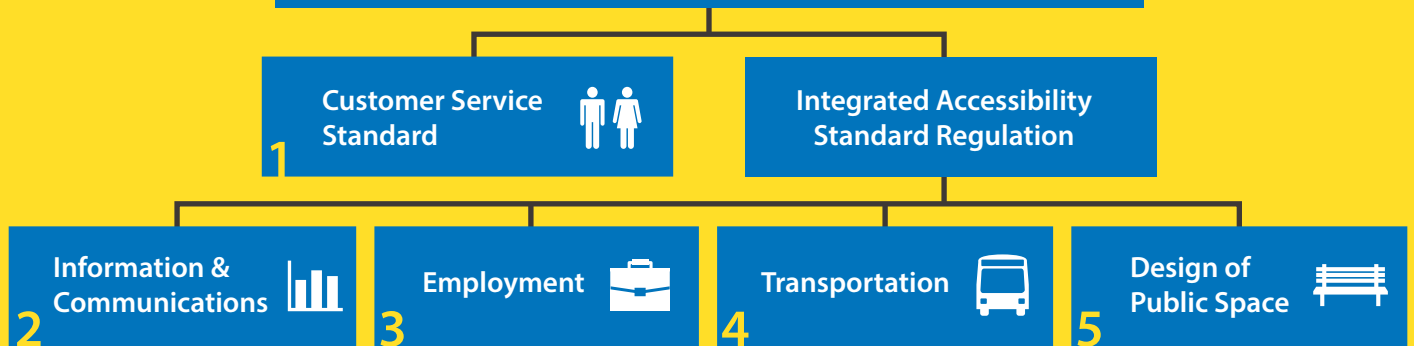 Customer Service
Standard
1
Integrated Accessibility
Standard Regulation
Information &
Communications
2
Employment
3
Transportation
4
Design of
Public Space
5